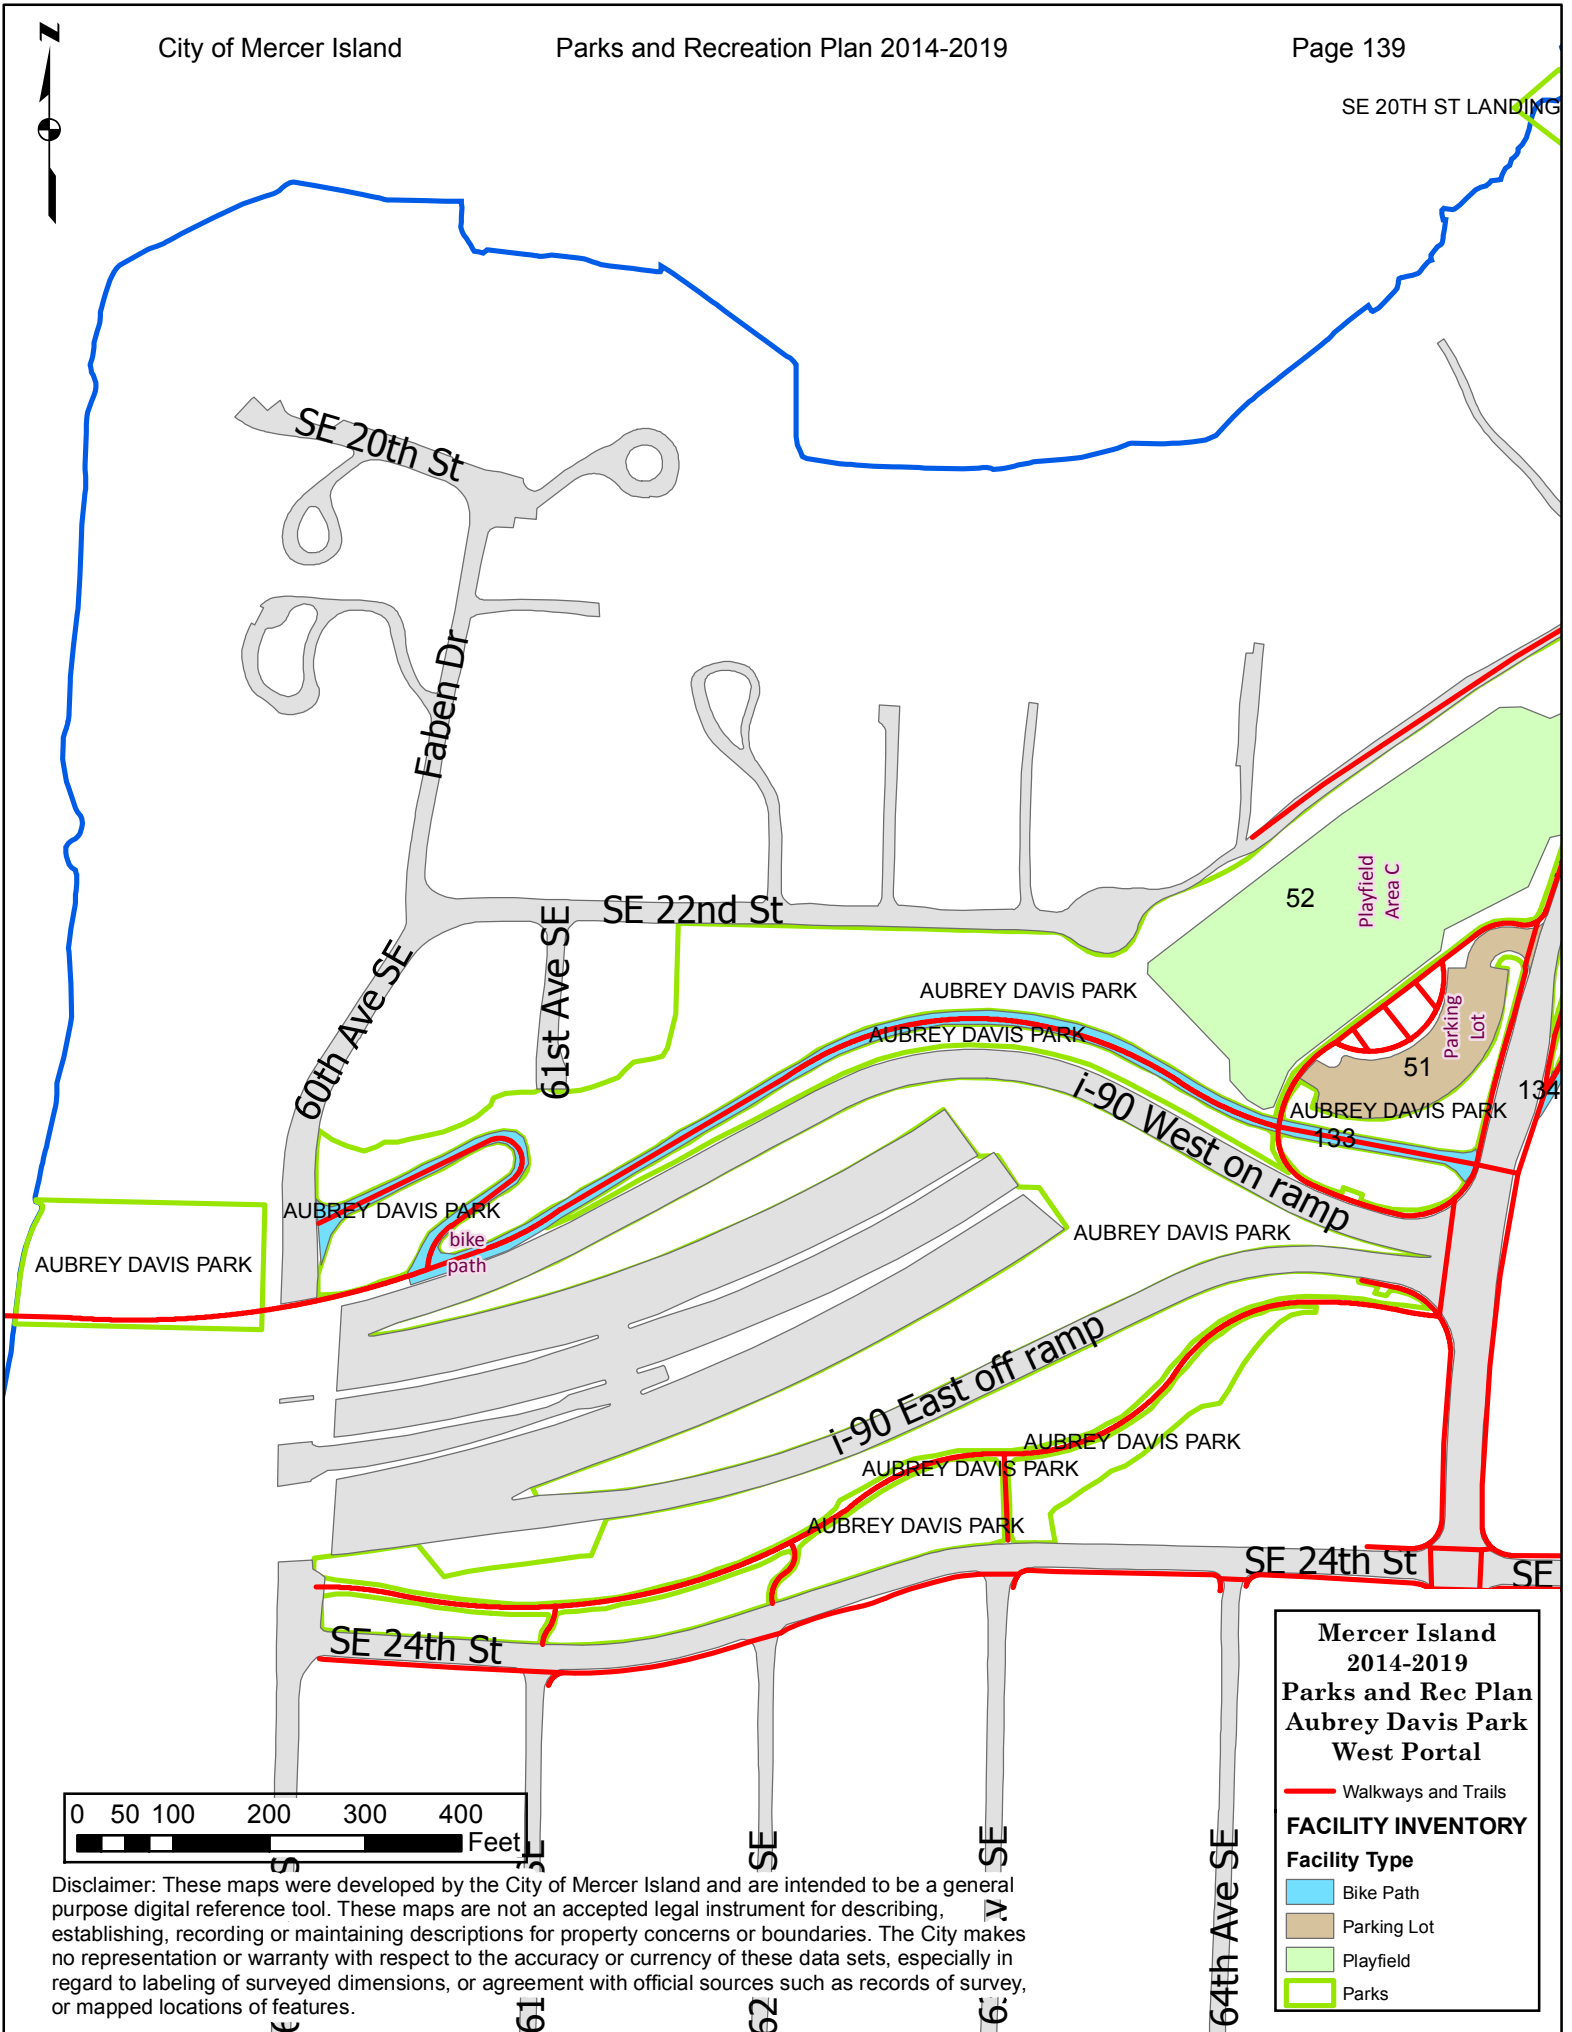 City of Mercer Island
Parks and Recreation Plan 2014-2019
Page 139
Z
SE 20TH ST LANDING
SE 20th St
Faben Dr
SE 22nd St
61st Ave SE
60th Ave SE
52
Playfield
Area C
Parking
Lot
51
134
133
AUBREY DAVIS PARK
AUBREY DAVIS PARK
AUBREY DAVIS PARK
i-90 West on ramp
AUBREY DAVIS PARK
bike
path
AUBREY DAVIS PARK
AUBREY DAVIS PARK
i-90 East off ramp
AUBREY DAVIS PARK
AUBREY DAVIS PARK
AUBREY DAVIS PARK
SE 24th St
SE
SE 24th St
Mercer Island
2014-2019
Parks and Rec Plan
Aubrey Davis Park
West Portal
Walkways and Trails
FACILITY INVENTORY
Facility Type
Bike Path
Parking Lot
Playfield
Parks
0 50 100 200 300 400
Feet
SE
SE
SE
64th Ave SE
61
62
Disclaimer: These maps were developed by the City of Mercer Island and are intended to be a general
purpose digital reference tool. These maps are not an accepted legal instrument for describing,
establishing, recording or maintaining descriptions for property concerns or boundaries. The City makes
no representation or warranty with respect to the accuracy or currency of these data sets, especially in
regard to labeling of surveyed dimensions, or agreement with official sources such as records of survey,
or mapped locations of features.